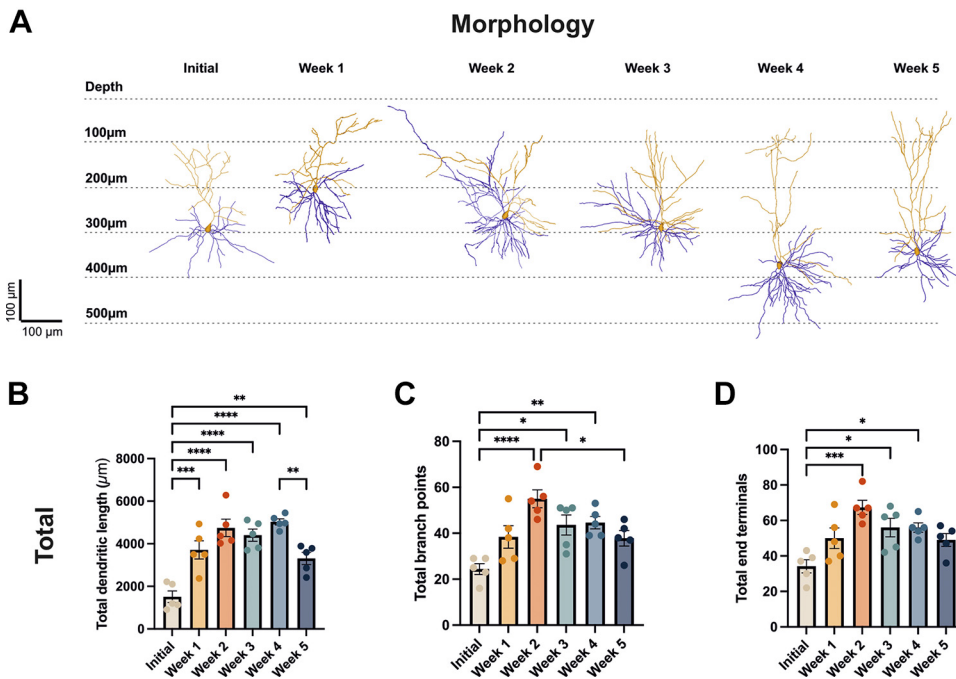 A
Morphology
Initial Week 1 Week 2 Week 3 Week 4 Week 5
Depth
100µm
200µm
300µm
400µm
500µm
100 µm
100 µm
B
C
D
Total
Total dendritic length (µm)
8000
6000
4000
2000
0
**
****
****
****
***
**
Initial
Week 1
Week 2
Week 3
Week 4
Week 5
Total branch points
80
60
40
20
0
**
*
****
*
Initial
Week 1
Week 2
Week 3
Week 4
Week 5
Total end terminals
100
80
60
40
20
0
*
*
***
Initial
Week 1
Week 2
Week 3
Week 4
Week 5